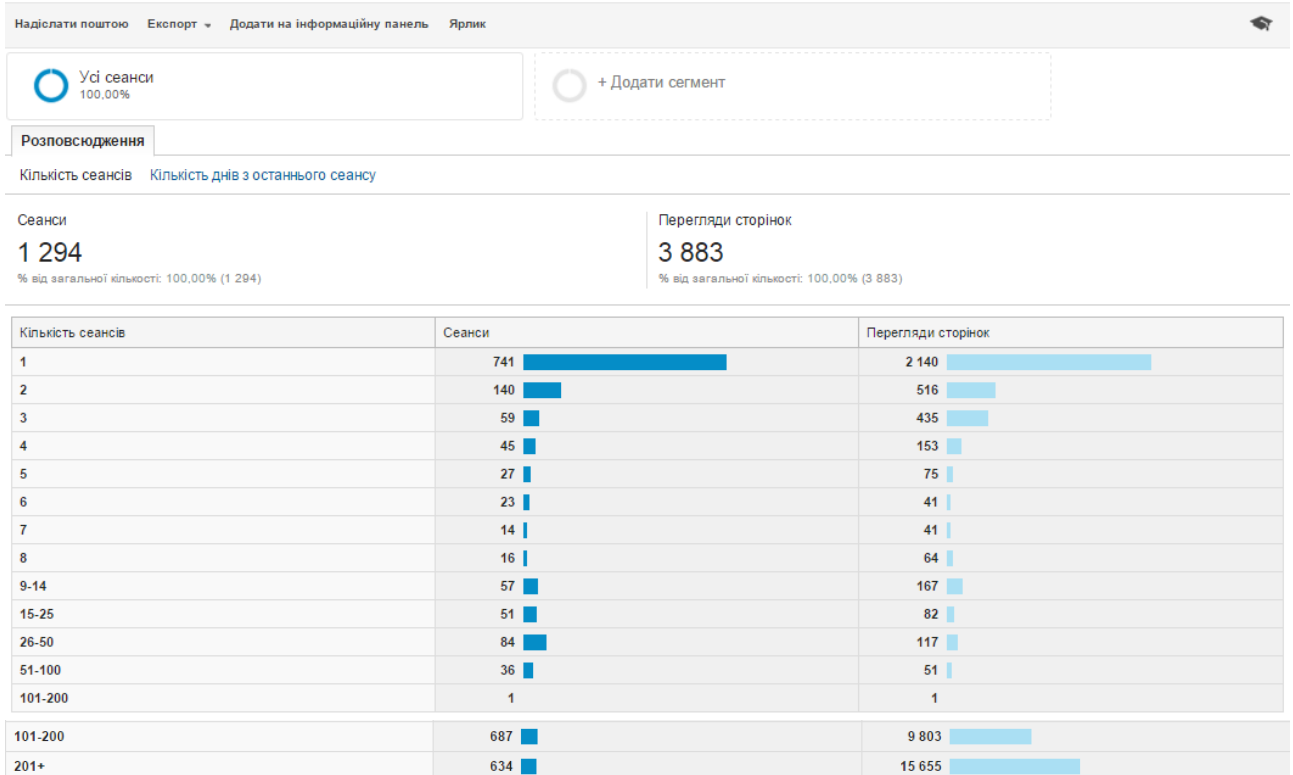 Надіслати поштою Експорт Додати на інформаційну панель Ярлик
Усі сеанси
100,00%
+ Додати сегмент
Розповсюдження
Кількість сеансів Кількість днів з останнього сеансу
Сеанси Перегляди сторінок
1 294 3 883
% від загальної кількості: 100,00% (1 294) % від загальної кількості: 100,00% (3 883)
Кількість сеансів Сеанси Перегляди сторінок
1 741 2 140
2 140 516
3 59 435
4 45 153
5 27 75
6 23 41
7 14 41
8 16 64
9-14 57 167
15-25 51 82
26-50 84 117
51-100 36 51
101-200 1 1
101-200 687 9 803
201+ 634 15 655